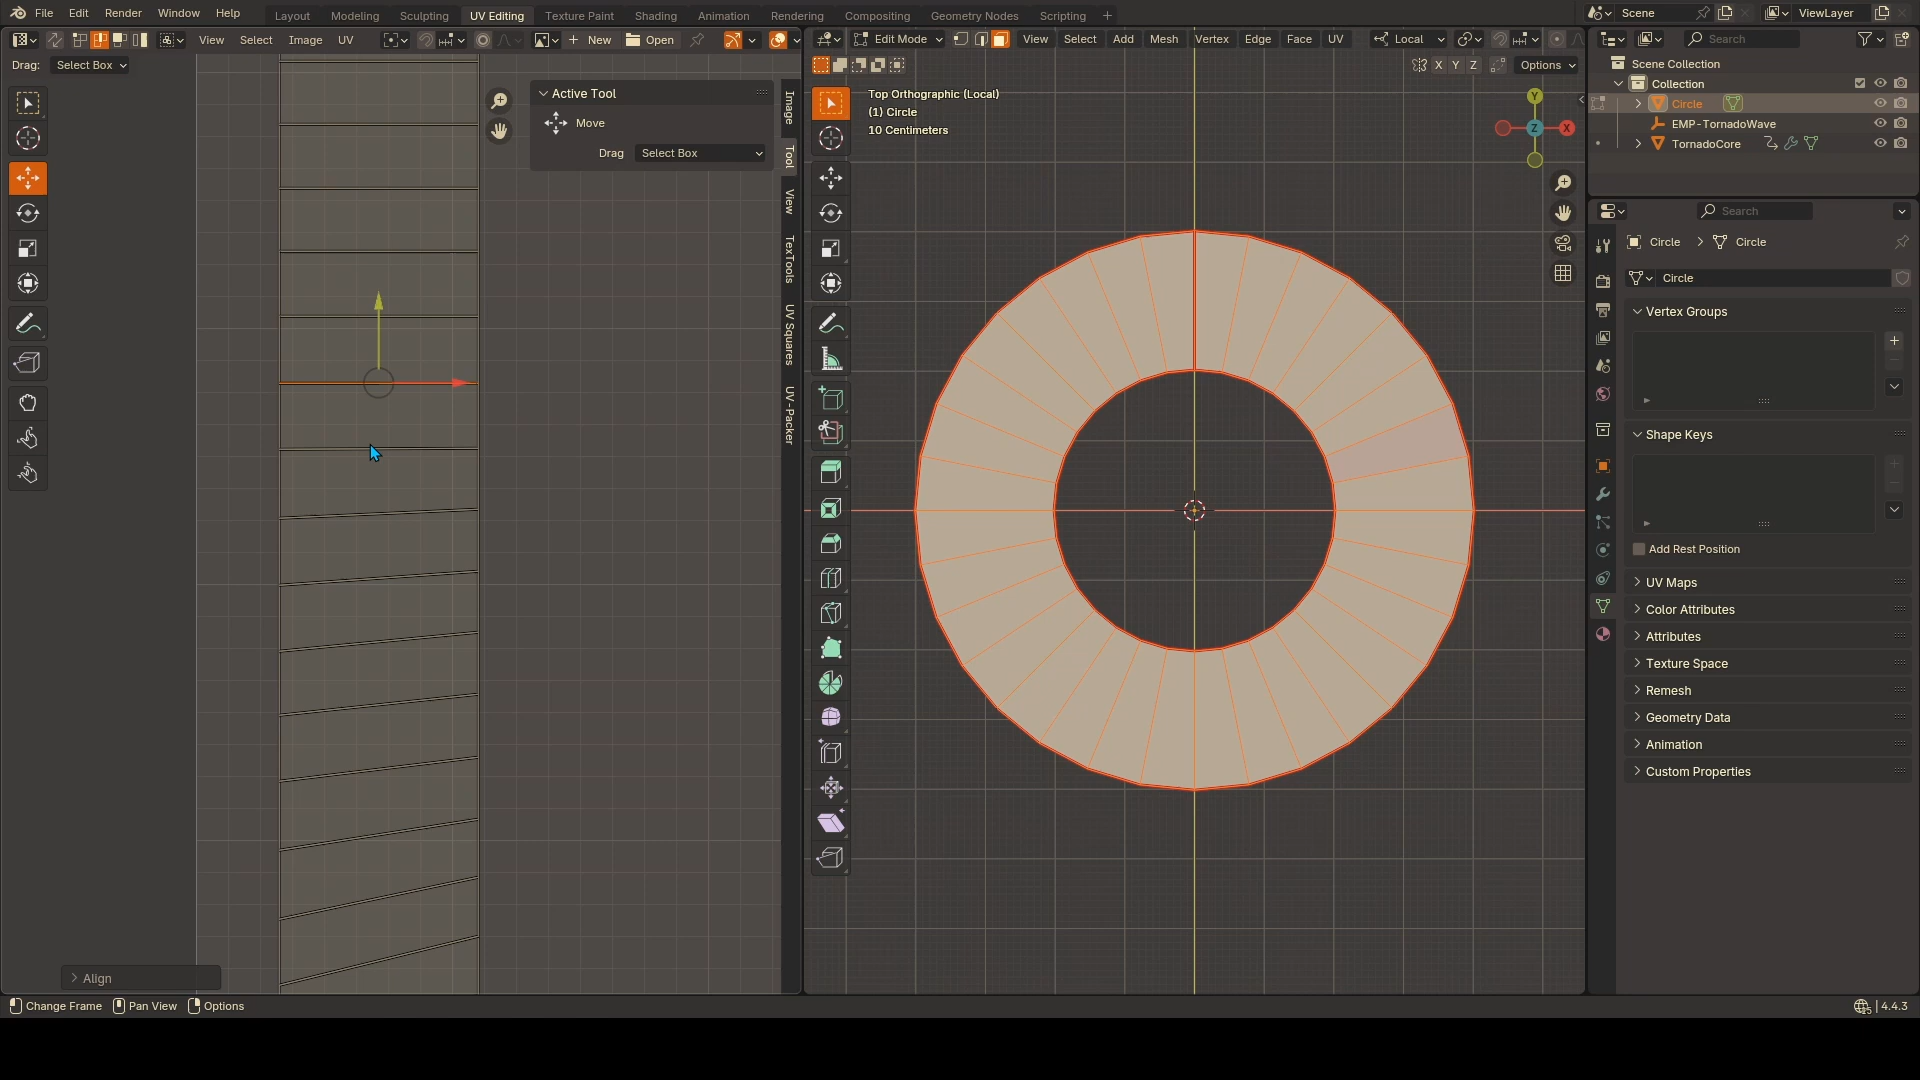 File Edit Render Window Help Layout Modeling Sculpting UV Editing Texture Paint Shading Animation Rendering Compositing Geometry Nodes Scripting + Scene ViewLayer
View Select Image UV New Open
Edit Mode View Select Add Mesh Vertex Edge Face UV Local
Search
Drag: Select Box
X Y Z Options
Scene Collection
Collection
Circle
EMP-TornadoWave
TornadoCore
Active Tool
Move
Drag Select Box
Image
Tool
View
TexTools
UV Squares
UV-Packer
Top Orthographic (Local)
(1) Circle
10 Centimeters
Y
Z
X
Search
Circle > Circle
Circle
Vertex Groups
Shape Keys
Add Rest Position
UV Maps
Color Attributes
Attributes
Texture Space
Remesh
Geometry Data
Animation
Custom Properties
Align
Change Frame Pan View Options
4.4.3